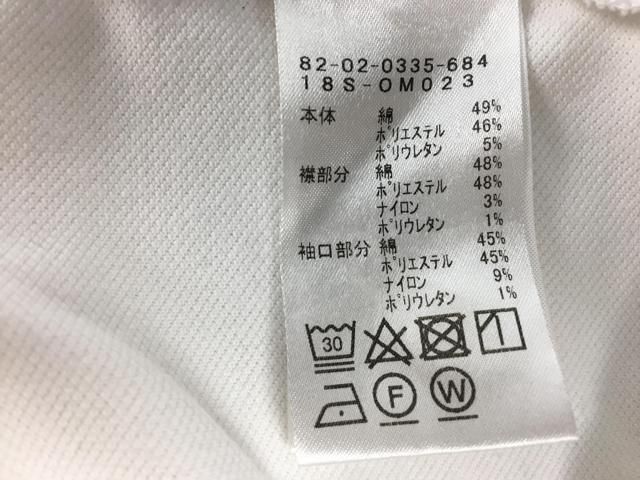 82-02-0335-684
18S-OM023
本体 綿 49%
ポリエステル 46%
ポリウレタン 5%
襟部分 綿 48%
ポリエステル 48%
ナイロン 3%
ポリウレタン 1%
袖口部分 綿 45%
ポリエステル 45%
ナイロン 9%
ポリウレタン 1%
30
F W